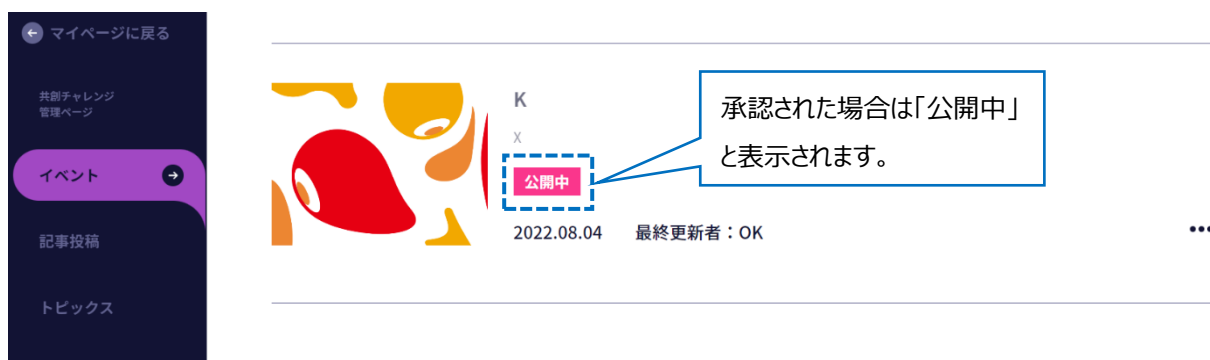 マイページに戻る
共創チャレンジ
管理ページ
イベント
記事投稿
トピックス
K
X
公開中
2022.08.04 最終更新者：OK
承認された場合は「公開中」
と表示されます。